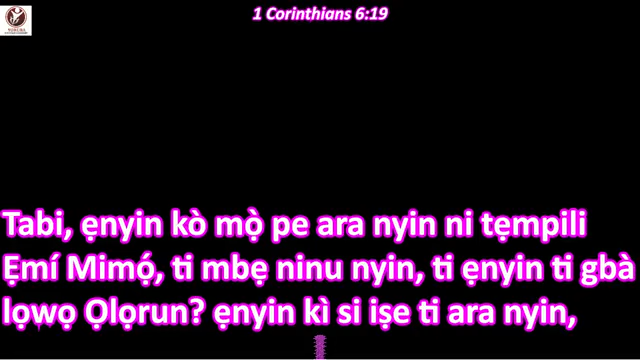 1 Corinthians 6:19
Tabi, ẹnyin kò mọ̀ pe ara nyin ni tẹmpili
Ẹmí Mimọ́, ti mbẹ ninu nyin, ti ẹnyin ti gbà
lọwọ Ọlọrun? ẹnyin kì si iṣe ti ara nyin,